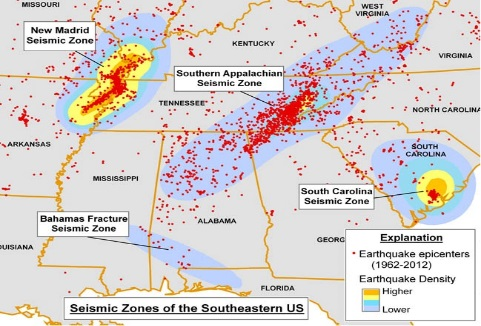 MISSOURI
WEST
VIRGINIA
New Madrid
Seismic Zone
KENTUCKY
VIRGINIA
Southern Appalachian
Seismic Zone
TENNESSEE
NORTH CAROLINA
ARKANSAS
SOUTH
CAROLINA
MISSISSIPPI
South Carolina
Seismic Zone
Bahamas Fracture
Seismic Zone
ALABAMA
GEORG
OUISIANA
Explanation
Earthquake epicenters
(1962-2012)
Earthquake Density
Higher
Lower
FLORIDA
Seismic Zones of the Southeastern US